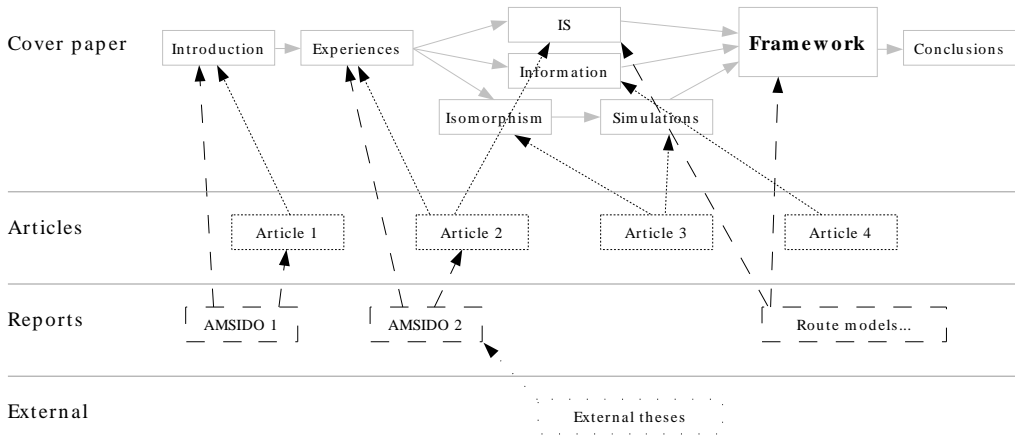 Cover paper
Introduction
Experiences
IS
Information
Isomorphism
Simulations
Framework
Conclusions
Articles
Article 1
Article 2
Article 3
Article 4
Reports
AMSIDO 1
AMSIDO 2
Route models...
External
External theses